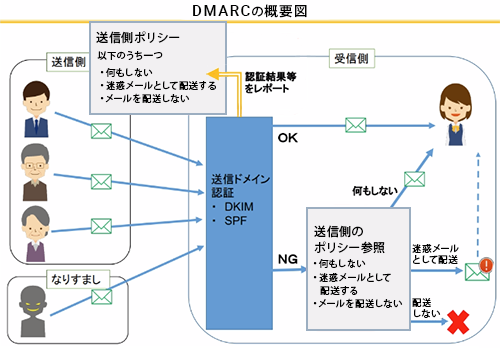 DMARCの概要図
送信側
送信側ポリシー
以下のうち一つ
・何もしない
・迷惑メールとして配送する
・メールを配送しない
認証結果等
をレポート
受信側
なりすまし
送信ドメイン
認証
・ DKIM
・ SPF
OK
NG
何もしない
送信側の
ポリシー参照
・何もしない
・迷惑メールとして
配送する
・メールを配送しない
迷惑メール
として配送
!
配送
しない